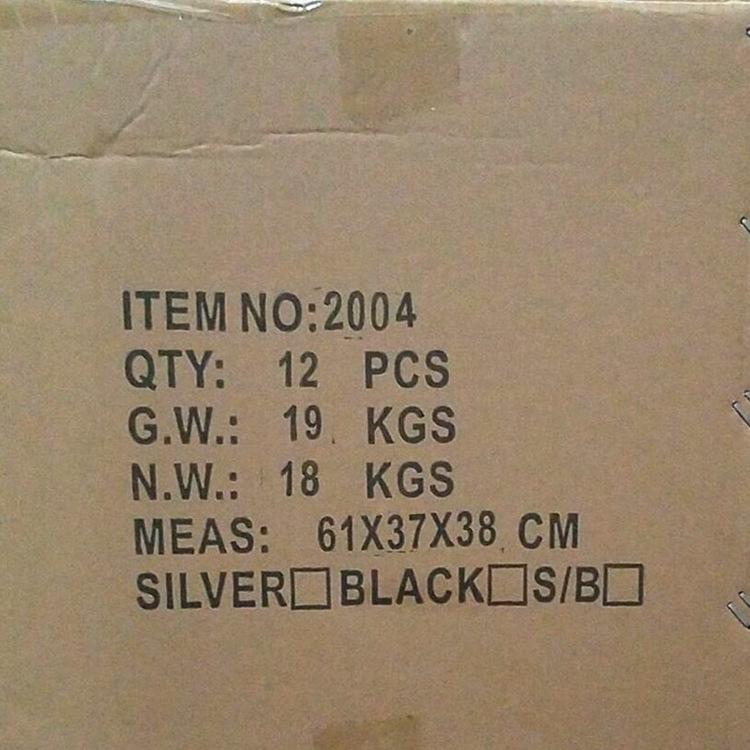 ITEM NO:2004
QTY: 12 PCS
G.W.: 19 KGS
N.W.: 18 KGS
MEAS: 61X37X38 CM
SILVER□BLACK□S/B□